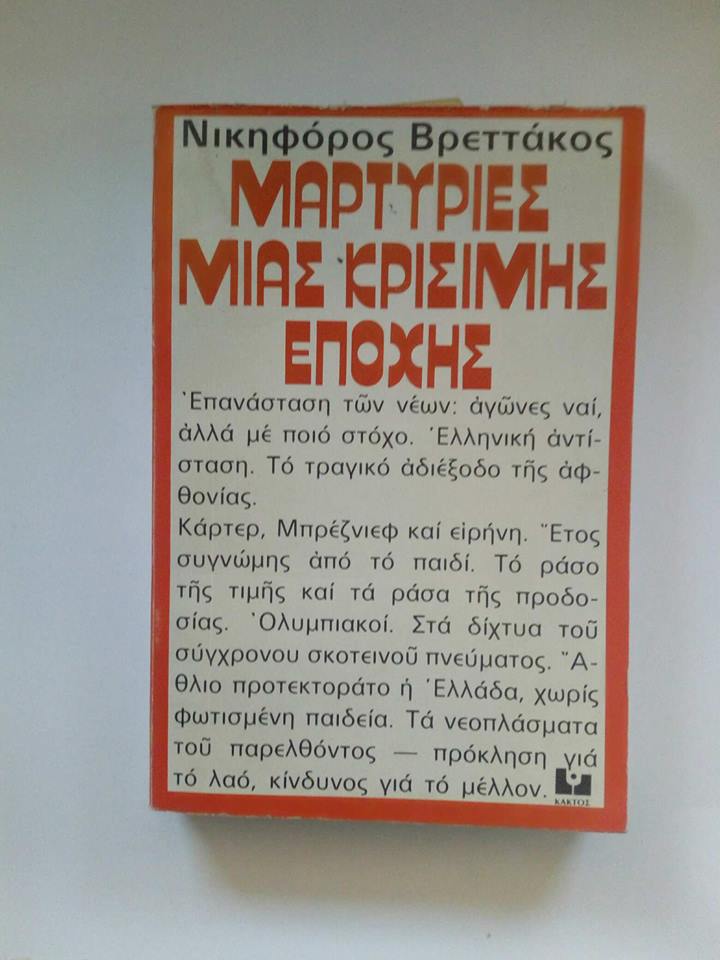 Νικηφόρος Βρεττάκος
ΜΑΡΤΥΡΙΕΣ
ΜΙΑΣ ΚΡΙΣΙΜΗΣ
ΕΠΟΧΗΣ
Ἐπανάσταση τῶν νέων: ἀγῶνες ναί,
ἀλλά μέ ποιό στόχο. Ἑλληνική ἀντί-
σταση. Τό τραγικό ἀδιέξοδο τῆς ἀφ-
θονίας.
Κάρτερ, Μπρέζνιεφ καί εἰρήνη. Ἔτος
συγνώμης ἀπό τό παιδί. Τό ράσο
τῆς τιμῆς καί τά ράσα τῆς προδο-
σίας. Ὀλυμπιακοί. Στά δίχτυα τοῦ
σύγχρονου σκοτεινοῦ πνεύματος. Ἄ-
θλιο προτεκτοράτο ἡ Ἑλλάδα, χωρίς
φωτισμένη παιδεία. Τά νεοπλάσματα
τοῦ παρελθόντος — πρόκληση γιά
τό λαό, κίνδυνος γιά τό μέλλον.
ΚΑΚΤΟΣ